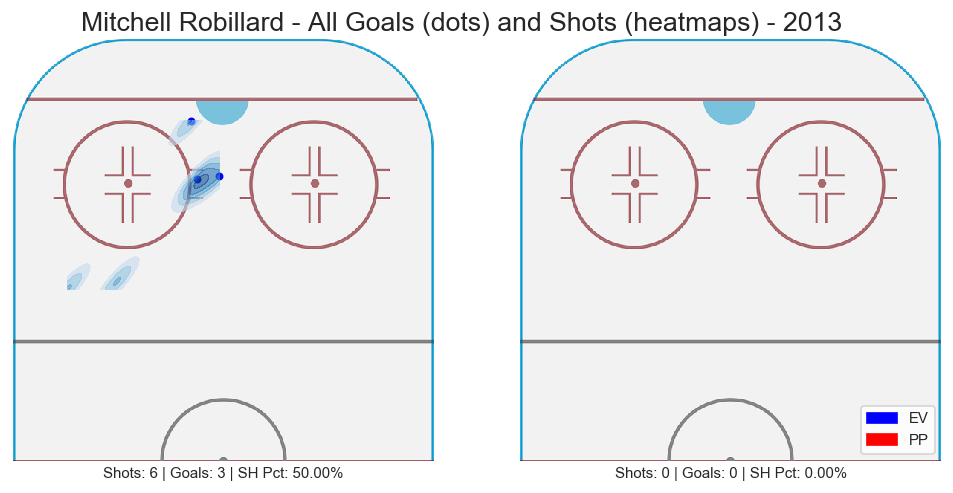 Mitchell Robillard - All Goals (dots) and Shots (heatmaps) - 2013
EV
PP
Shots: 6 | Goals: 3 | SH Pct: 50.00%
Shots: 0 | Goals: 0 | SH Pct: 0.00%